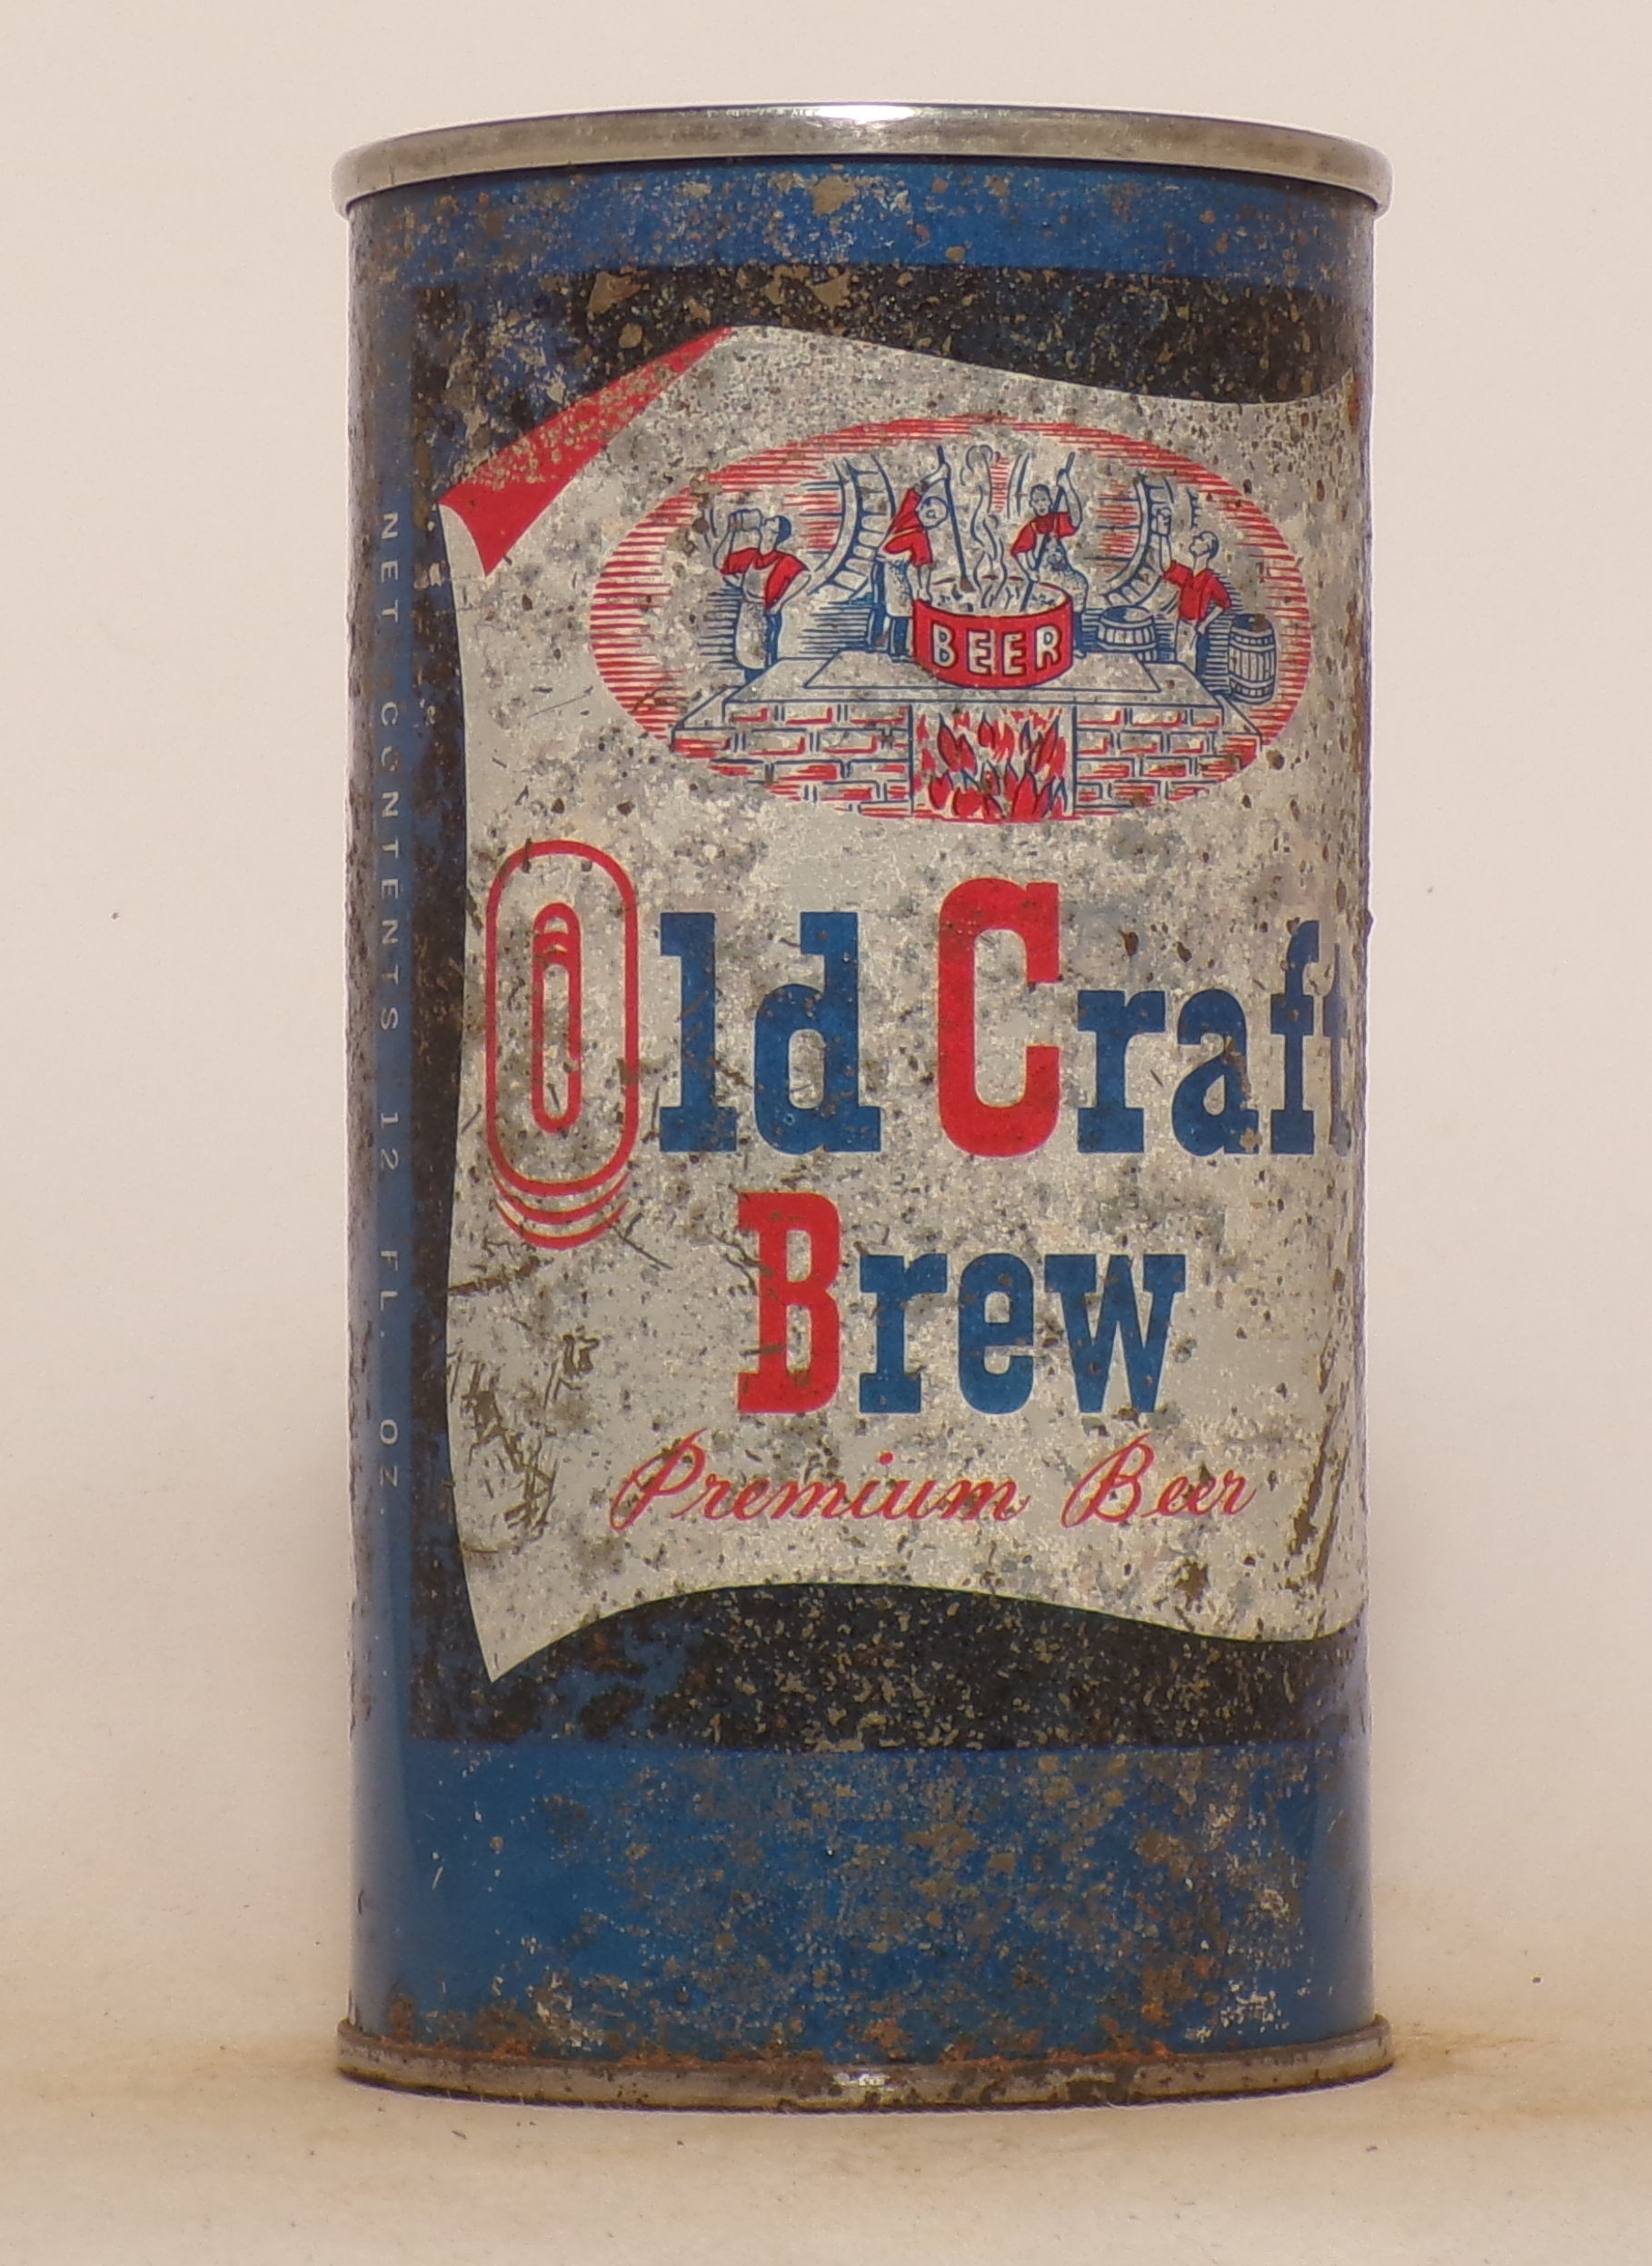 BEER
Old Craft
Brew
Premium Beer
NET CONTENTS 12 FL. OZ.